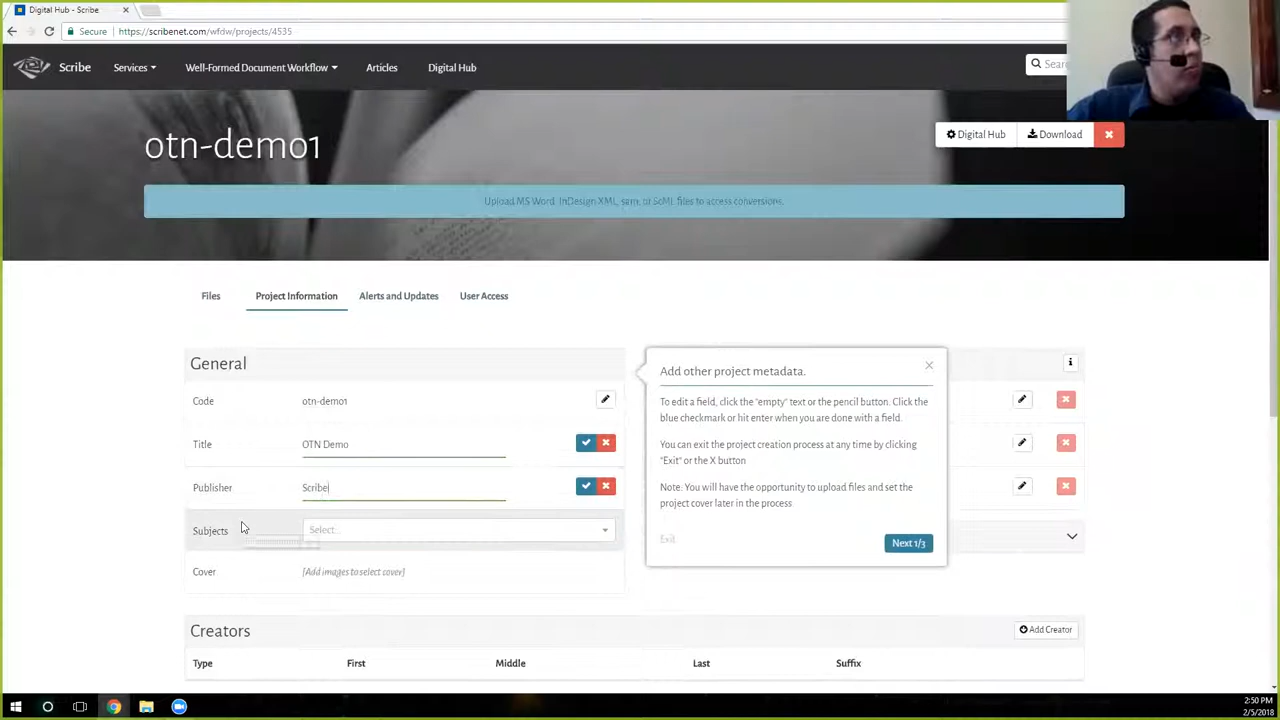 Digital Hub - Scribe
Secure https://scribenet.com/wfdw/projects/4535
Scribe Services Well-Formed Document Workflow Articles Digital Hub
otn-demo1
Digital Hub Download
Upload MS Word, InDesign XML, sam, or ScML files to access conversions.
Files Project Information Alerts and Updates User Access
General
Code otn-demo1
Title OTN Demo
Publisher Scribe
Subjects Select...
Cover [Add images to select cover]
Add other project metadata.
To edit a field, click the "empty" text or the pencil button. Click the
blue checkmark or hit enter when you are done with a field.
You can exit the project creation process at any time by clicking
"Exit" or the X button
Note: You will have the opportunity to upload files and set the
project cover later in the process
Exit Next 1/3
Creators Add Creator
Type First Middle Last Suffix
2:50 PM
2/5/2018